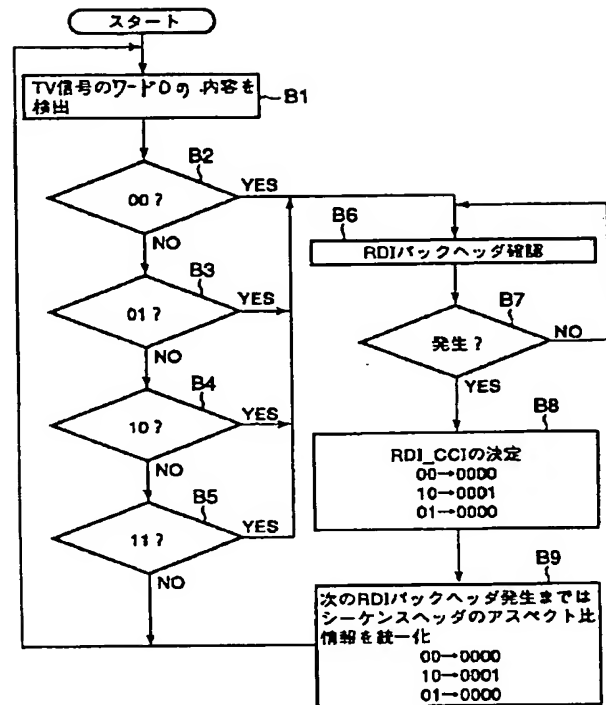 スタート
TV信号のワード0の 内容を
検出
B1
B2
00?
YES
NO
B3
01?
YES
NO
B4
10?
YES
NO
B5
11?
YES
NO
B6
RDIパックヘッダ確認
B7
発生?
NO
YES
B8
RDI_CCIの決定
00→0000
10→0001
01→0000
B9
次のRDIパックヘッダ発生までは
シーケンスヘッダのアスペクト比
情報を統一化
00→0000
10→0001
01→0000